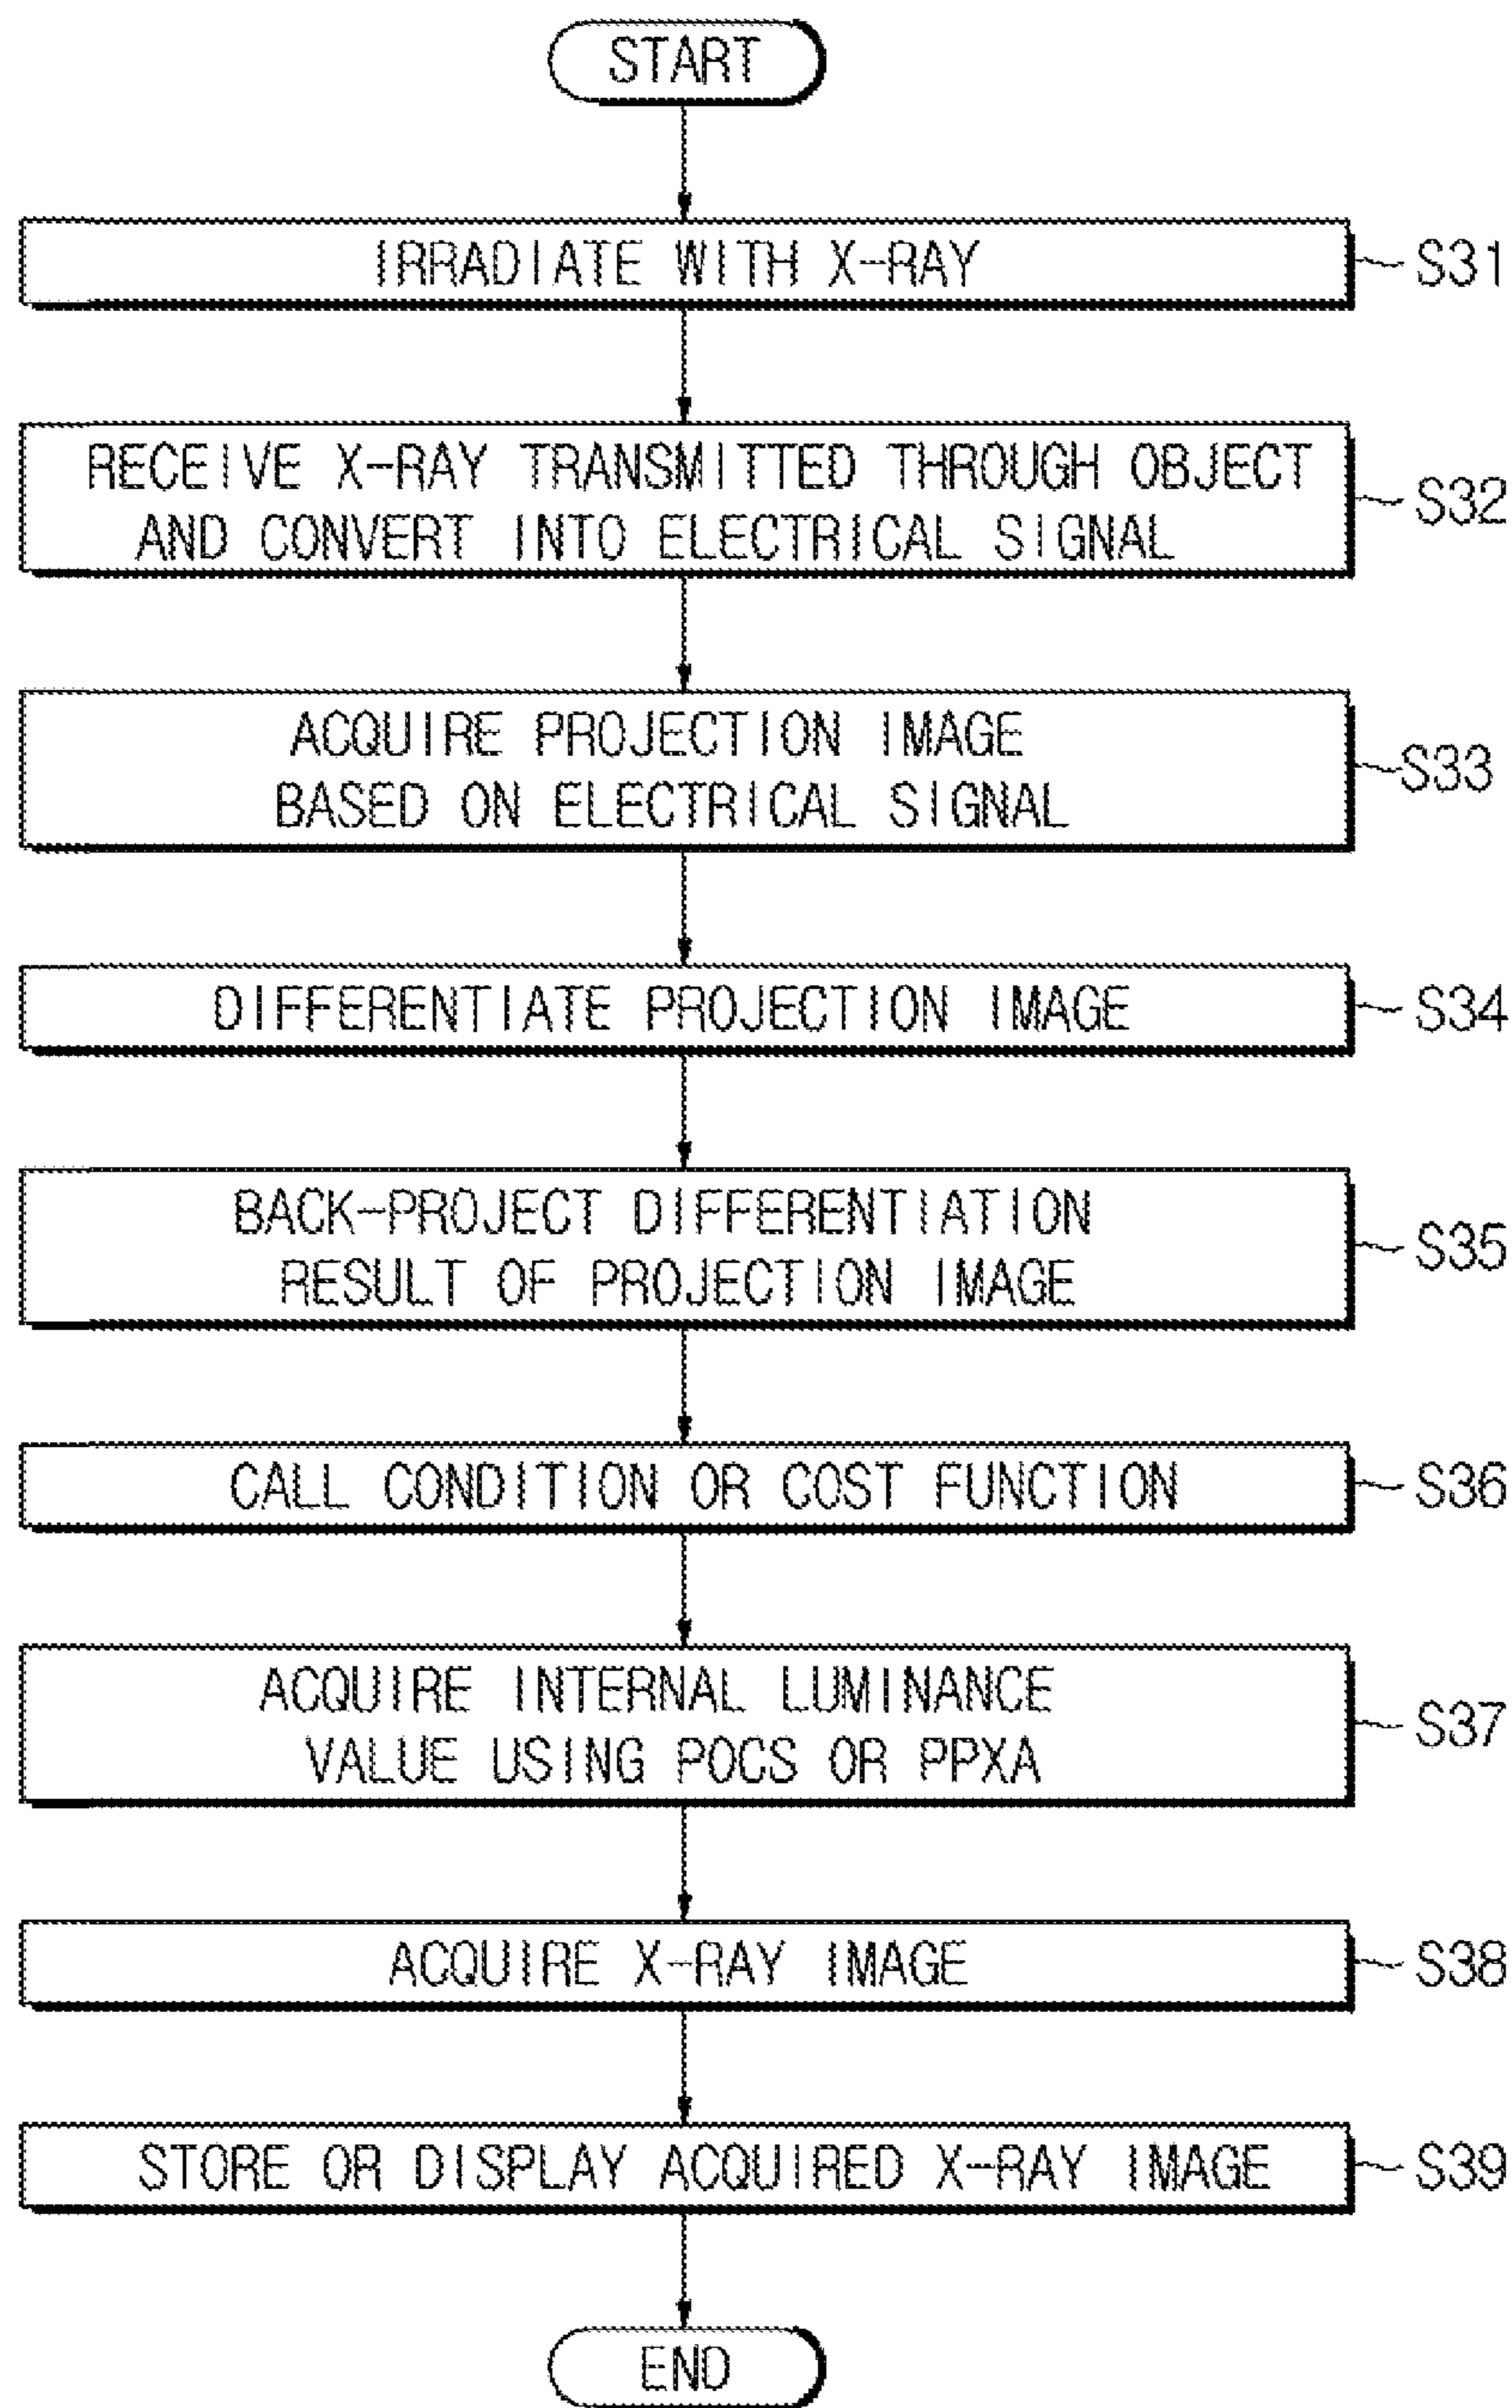 START
IRRADIATE WITH X-RAY
S31
RECEIVE X-RAY TRANSMITTED THROUGH OBJECT
AND CONVERT INTO ELECTRICAL SIGNAL
S32
ACQUIRE PROJECTION IMAGE
BASED ON ELECTRICAL SIGNAL
S33
DIFFERENTIATE PROJECTION IMAGE
S34
BACK-PROJECT DIFFERENTIATION
RESULT OF PROJECTION IMAGE
S35
CALL CONDITION OR COST FUNCTION
S36
ACQUIRE INTERNAL LUMINANCE
VALUE USING POCS OR PPXA
S37
ACQUIRE X-RAY IMAGE
S38
STORE OR DISPLAY ACQUIRED X-RAY IMAGE
S39
END